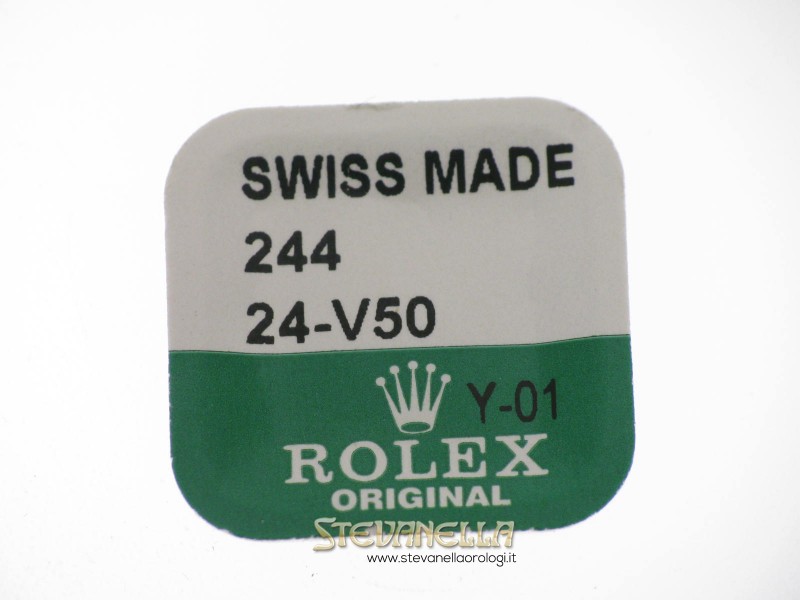 SWISS MADE
244
24-V50
Y-01
ROLEX
ORIGINAL
STEVANELLA
www.stevanellaorologi.it